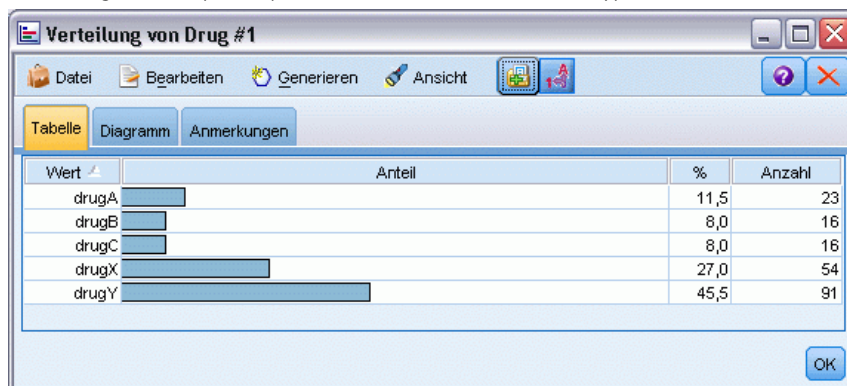 Verteilung von Drug #1
Datei Bearbeiten Generieren Ansicht
Tabelle Diagramm Anmerkungen
Wert Anteil % Anzahl
drugA 11,5 23
drugB 8,0 16
drugC 8,0 16
drugX 27,0 54
drugY 45,5 91
OK